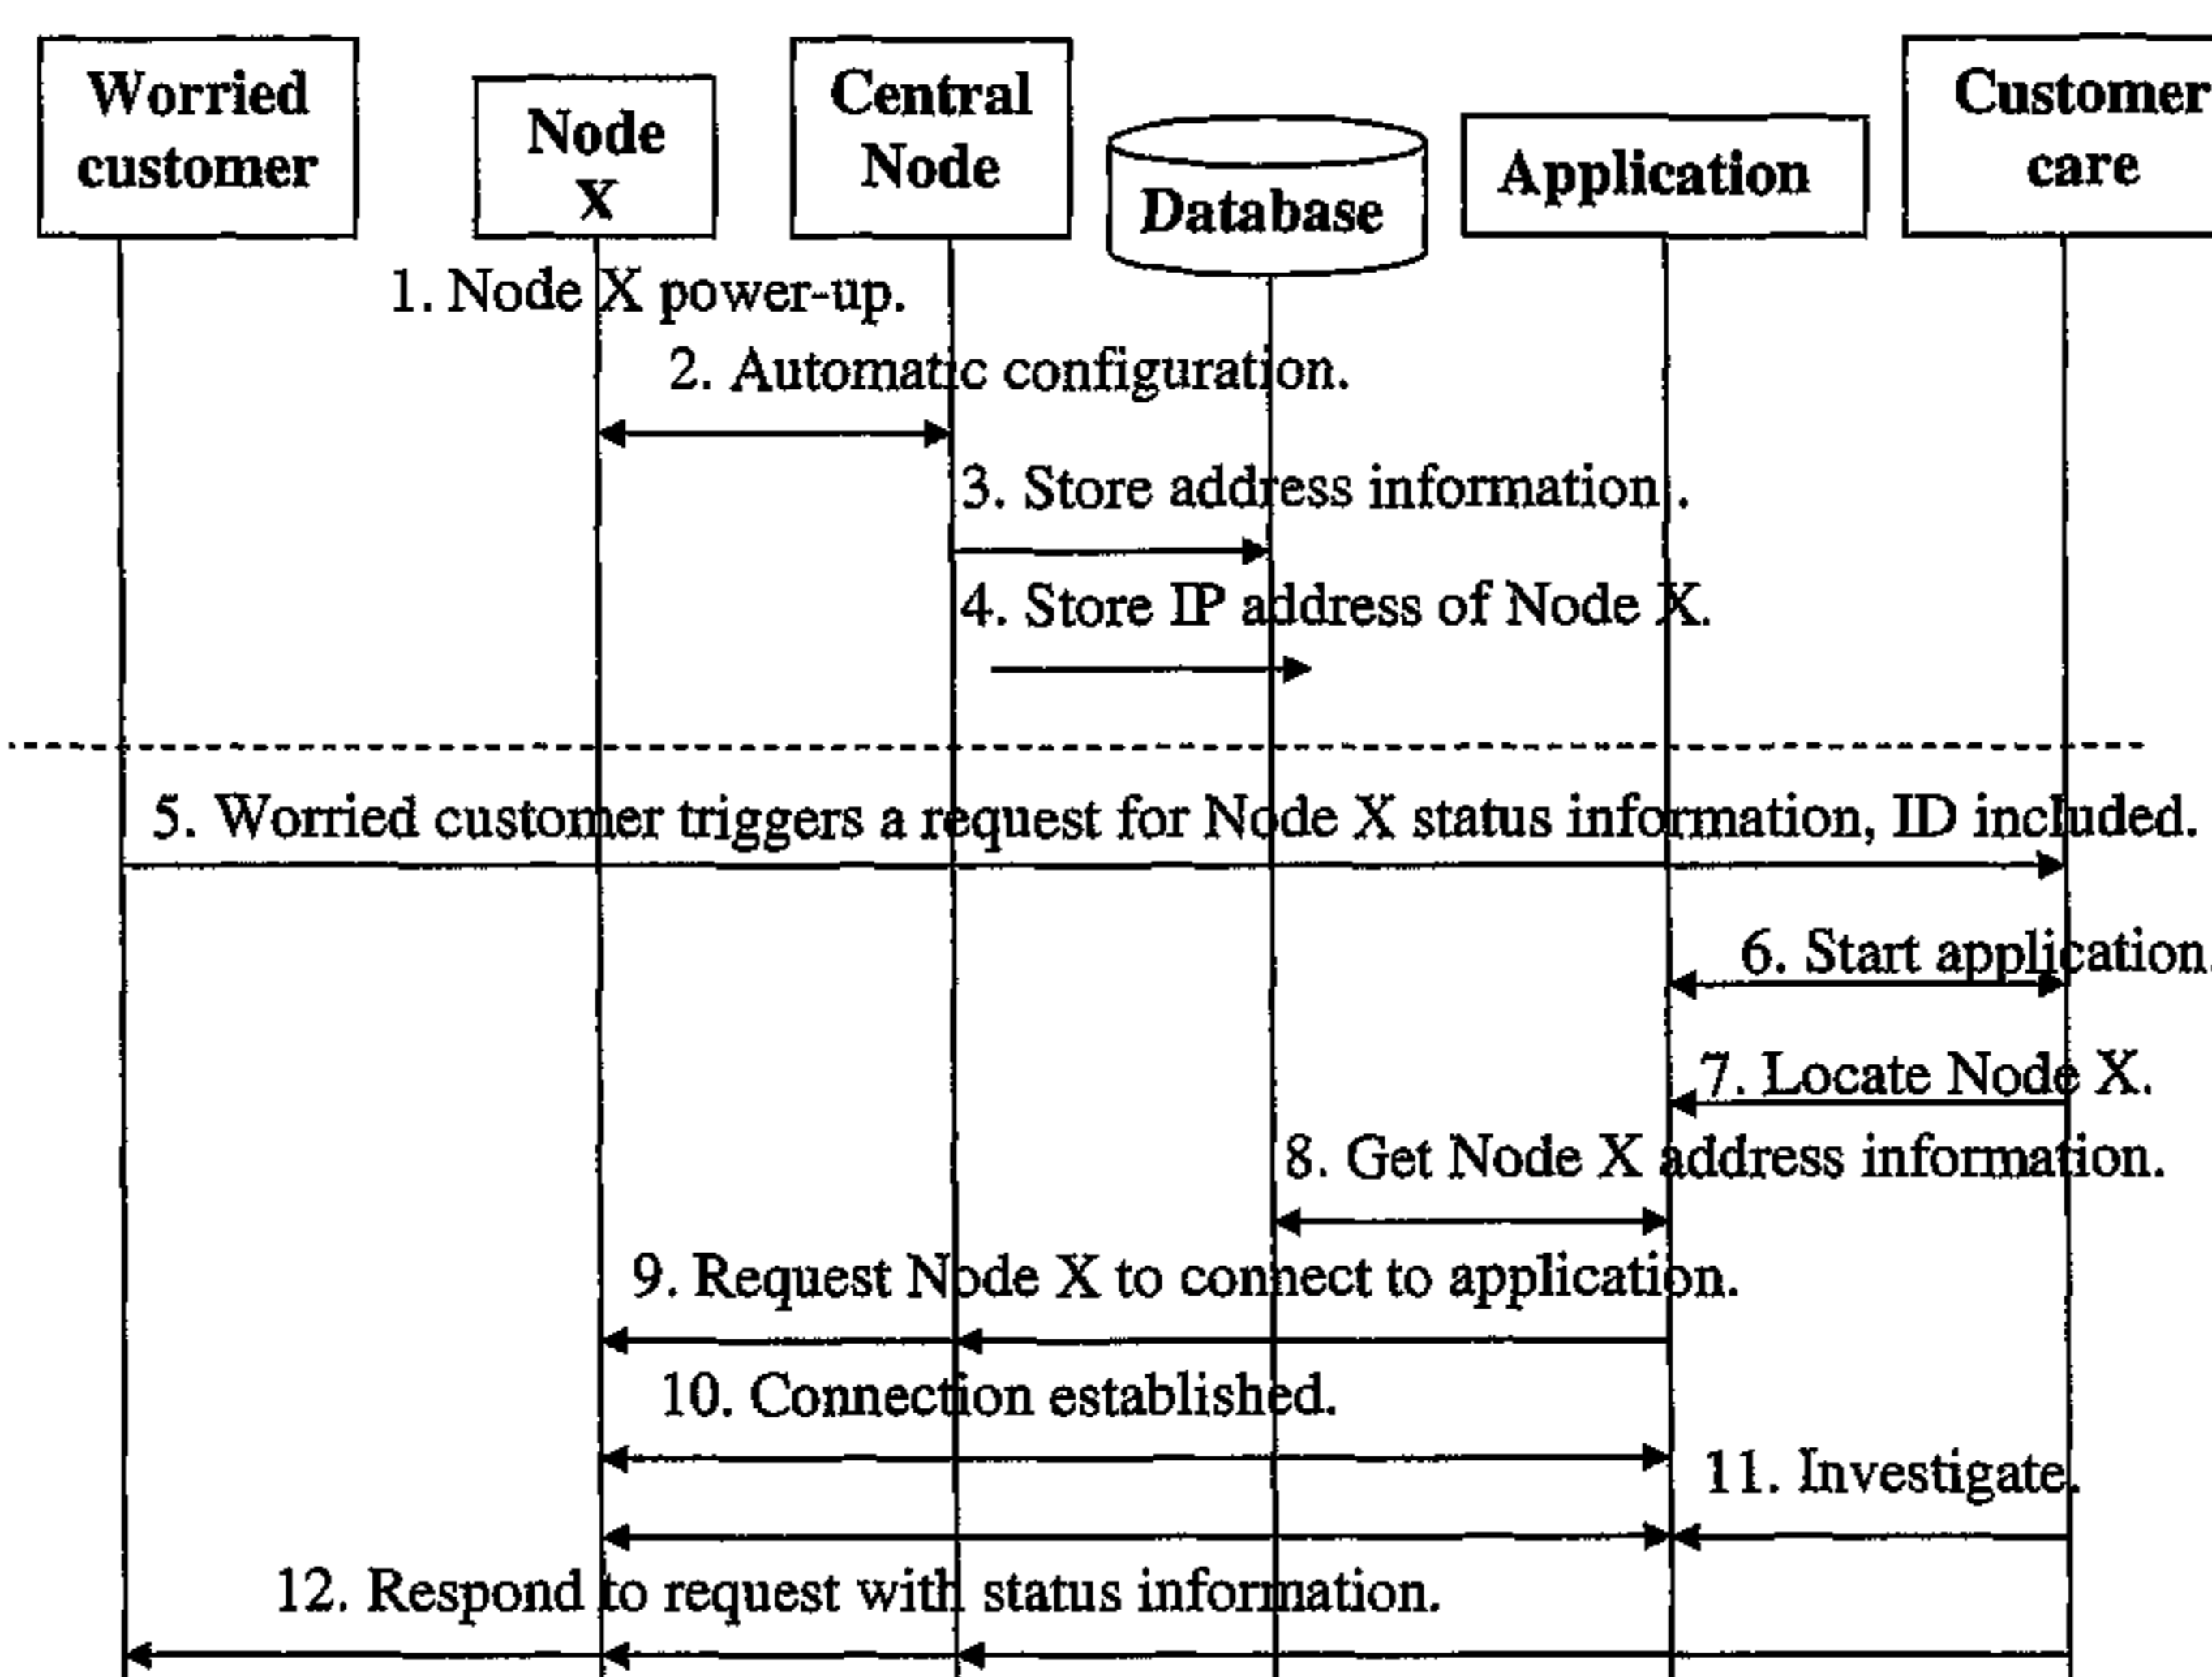 Worried
customer
Node
X
Central
Node
Database
Application
Customer
care
1. Node X power-up.
2. Automatic configuration.
3. Store address information .
4. Store IP address of Node X.
5. Worried customer triggers a request for Node X status information, ID included.
6. Start application.
7. Locate Node X.
8. Get Node X address information.
9. Request Node X to connect to application.
10. Connection established.
11. Investigate.
12. Respond to request with status information.